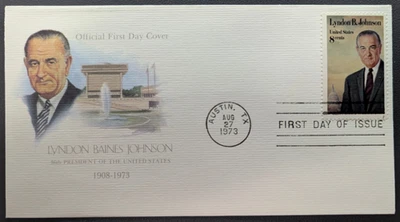 Official First Day Cover
Lyndon B. Johnson
United States
8 cents
AUSTIN, TX
AUG
27
1973
FIRST DAY OF ISSUE
LYNDON BAINES JOHNSON
36th PRESIDENT OF THE UNITED STATES
1908-1973